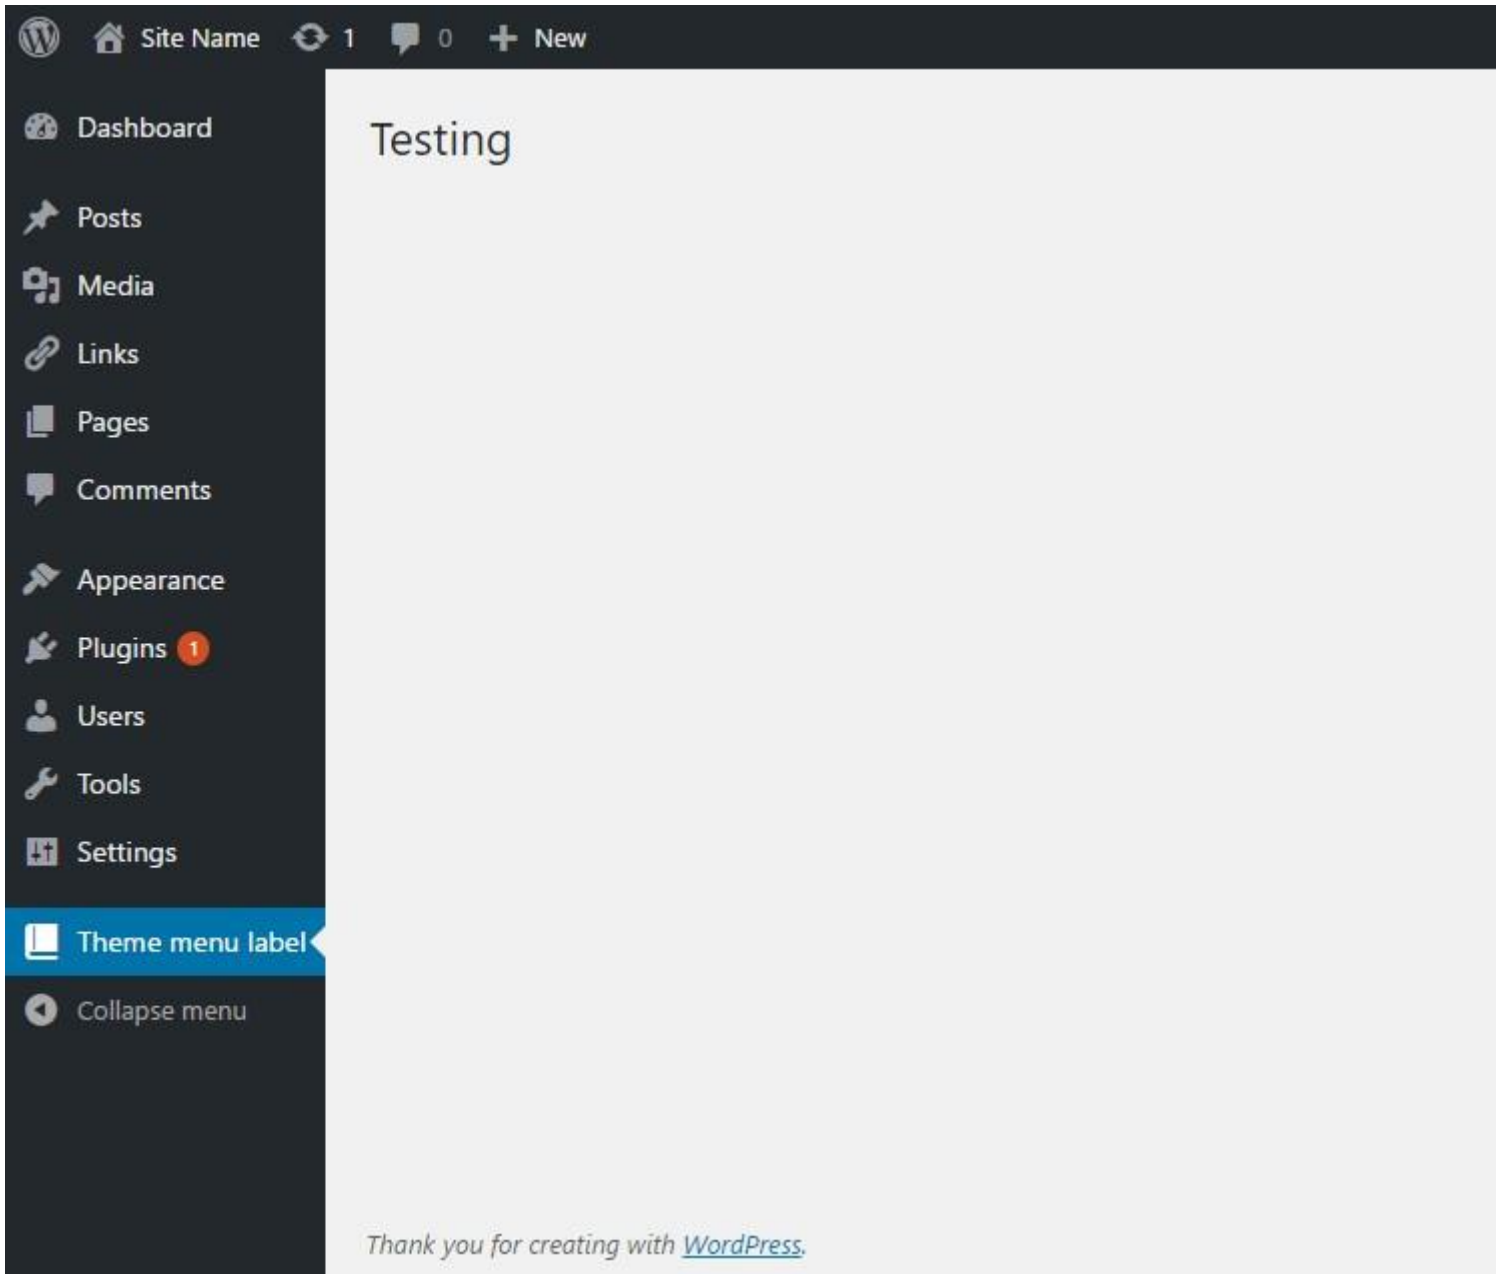 Site Name 1 0 New
Dashboard
Testing
Posts
Media
Links
Pages
Comments
Appearance
Plugins 1
Users
Tools
Settings
Theme menu label
Collapse menu
Thank you for creating with WordPress.